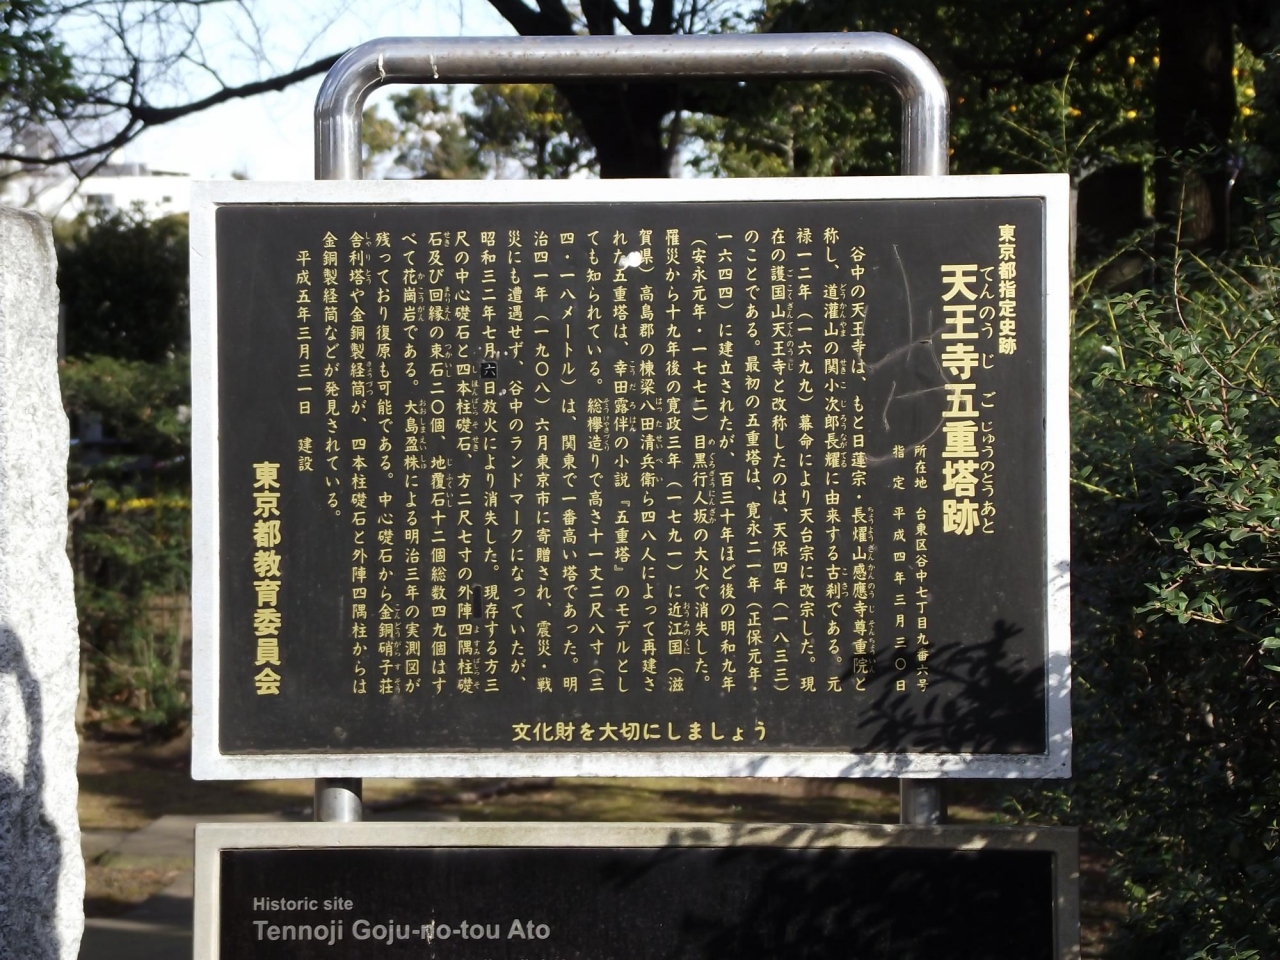 東京都指定史跡
天王寺五重塔跡
てんのうじ ごじゅうのとうあと
所在地 台東区谷中七丁目九番六号
指定 平成四年三月三〇日
谷中の天王寺は、もと日蓮宗・長燿山感應寺尊重院と
称し、道灌山の関小次郎長耀に由来する古刹である。元
禄一二年(一六九九)幕命により天台宗に改宗した。現
在の護国山天王寺と改称したのは、天保四年(一八三三)
のことである。最初の五重塔は、寛永二一年(正保元年・
一六四四)に建立されたが、百三十年ほど後の明和九年
(安永元年・一七七二)目黒行人坂の大火で消失した。
罹災から十九年後の寛政三年(一七九一)に近江国(滋
賀県)高島郡の棟梁八田清兵衛ら四八人によって再建さ
れた五重塔は、幸田露伴の小説『五重塔』のモデルとし
ても知られている。総欅造りで高さ十一丈二尺八寸(三
四・一八メートル)は、関東で一番高い塔であった。明
治四一年(一九〇八)六月東京市に寄贈され、震災・戦
災にも遭遇せず、谷中のランドマークになっていたが、
昭和三二年七月六日放火により消失した。現存する方三
尺の中心礎石と四本柱礎石、方二尺七寸の外陣四隅柱礎
石及び回縁の束石二〇個、地覆石十二個総数四九個はす
べて花崗岩である。大島盈株による明治三年の実測図が
残っており復原も可能である。中心礎石から金銅硝子荘
舎利塔や金銅製経筒が、四本柱礎石と外陣四隅柱からは
金銅製経筒などが発見されている。
平成五年三月三一日 建設
東京都教育委員会
文化財を大切にしましょう
Historic site
Tennoji Goju-no-tou Ato